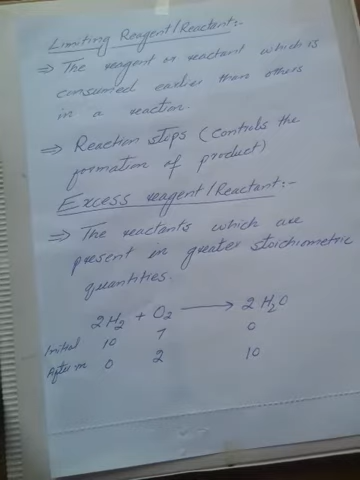 Limiting Reagent/Reactant:-
⇒ The reagent or reactant which is
consumed earlier than others
in a reaction.
⇒ Reaction stops (controls the
formation of product)
Excess reagent/Reactant:-
⇒ The reactants which are
present in greater stoichiometric
quantities.
2H₂ + O₂ ⟶ 2H₂O
Initial 10 7 0
After rxn 0 2 10